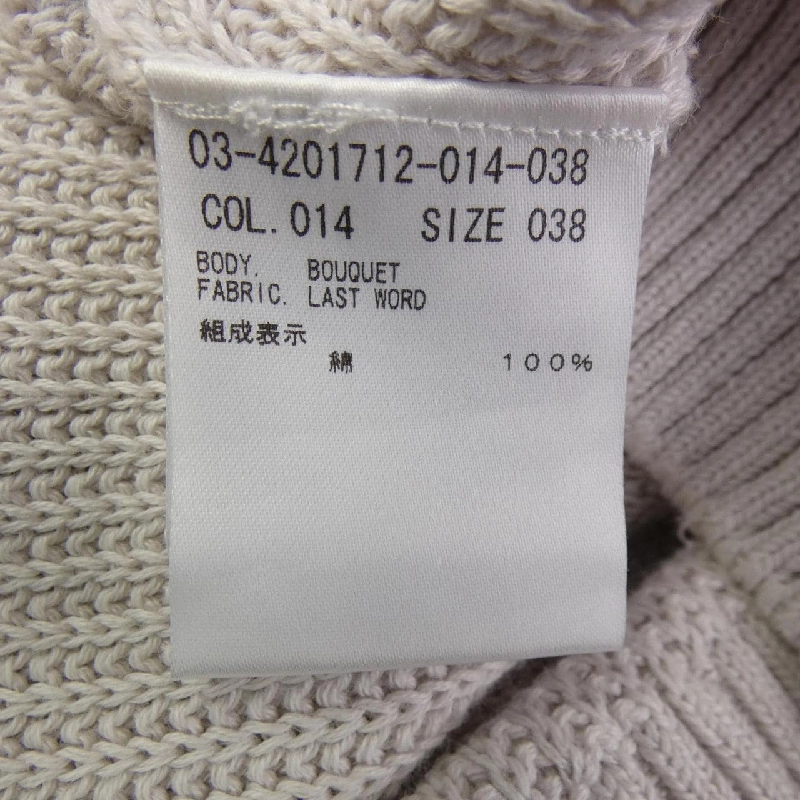 03-4201712-014-038
COL. 014 SIZE 038
BODY. BOUQUET
FABRIC. LAST WORD
組成表示
綿 100%